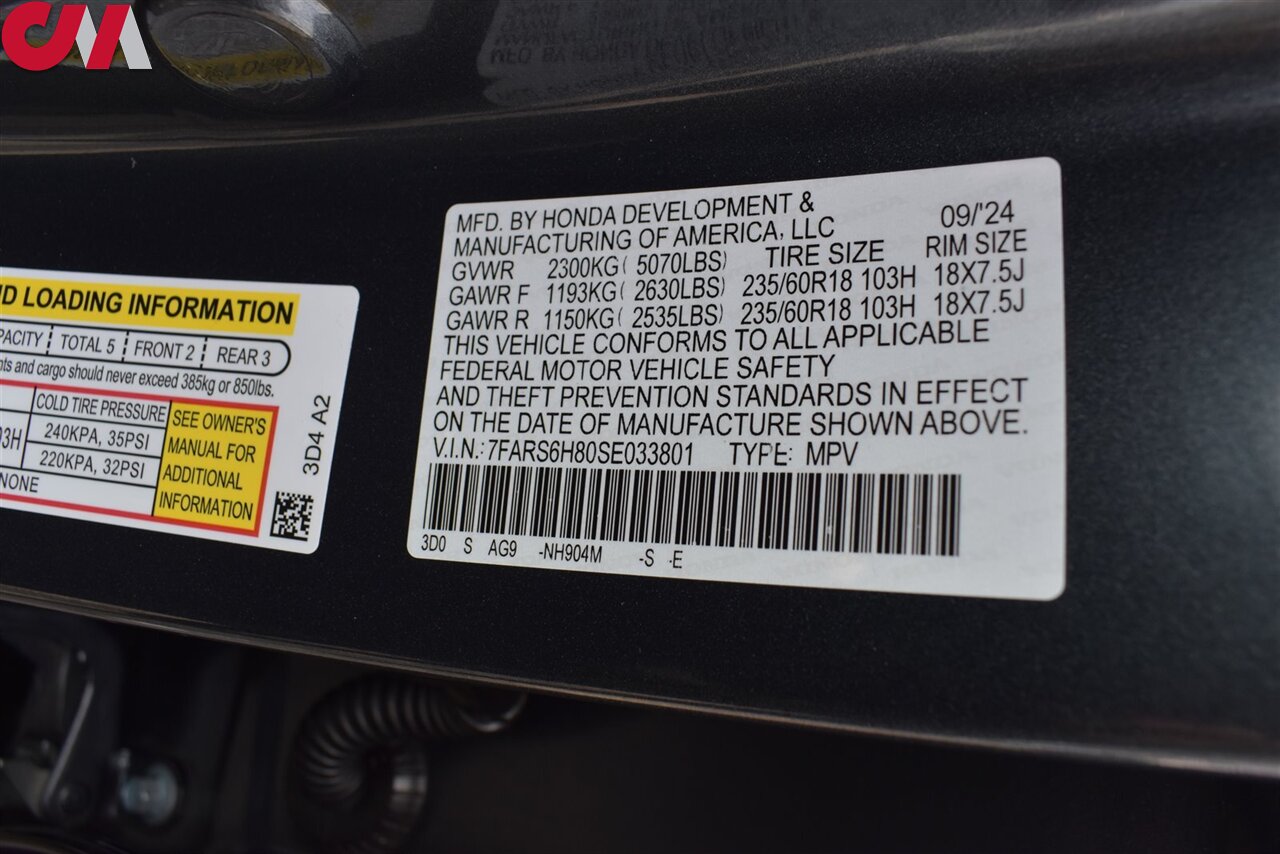 CM
ND LOADING INFORMATION
PACITY TOTAL 5 FRONT 2 REAR 3
nts and cargo should never exceed 385kg or 850lbs.
COLD TIRE PRESSURE
03H 240KPA, 35PSI
220KPA, 32PSI
NONE
SEE OWNER'S
MANUAL FOR
ADDITIONAL
INFORMATION
3D4 A2
MFD. BY HONDA DEVELOPMENT & 09/'24
MANUFACTURING OF AMERICA, LLC
GVWR 2300KG( 5070LBS) TIRE SIZE RIM SIZE
GAWR F 1193KG( 2630LBS) 235/60R18 103H 18X7.5J
GAWR R 1150KG( 2535LBS) 235/60R18 103H 18X7.5J
THIS VEHICLE CONFORMS TO ALL APPLICABLE
FEDERAL MOTOR VEHICLE SAFETY
AND THEFT PREVENTION STANDARDS IN EFFECT
ON THE DATE OF MANUFACTURE SHOWN ABOVE.
V.I.N.: 7FARS6H80SE033801 TYPE: MPV
3D0 S AG9 -NH904M -S -E